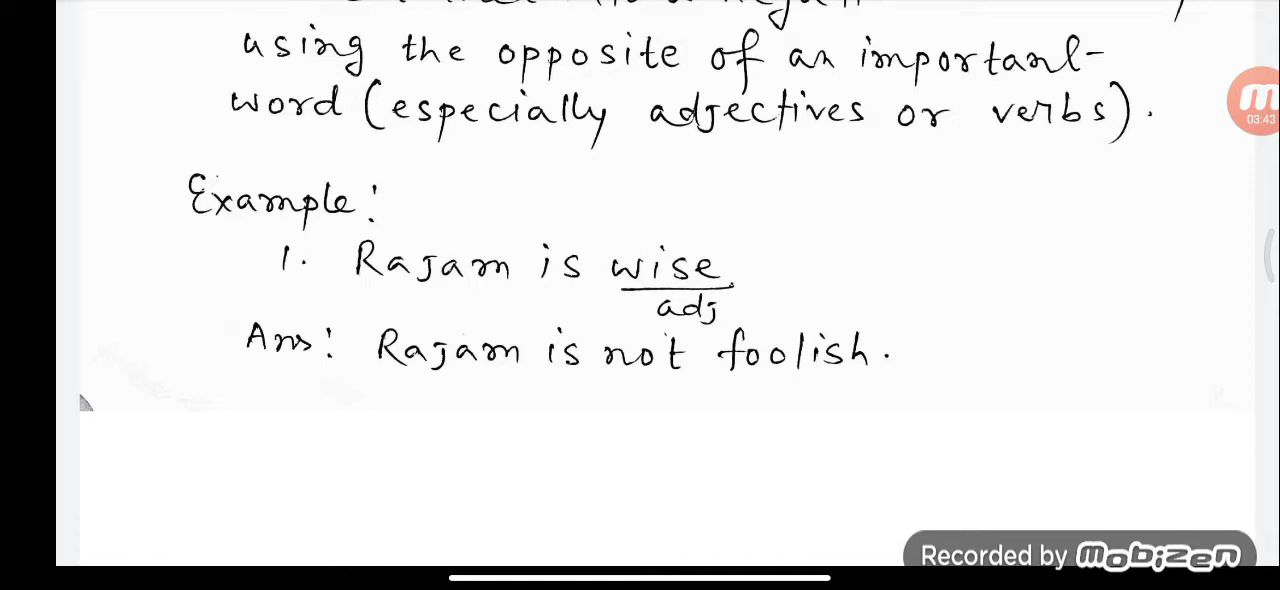 using the opposite of an important
word (especially adjectives or verbs).
03:43
Example:
1. Rajam is wise.
adj
Ans: Rajam is not foolish.
Recorded by mobizen